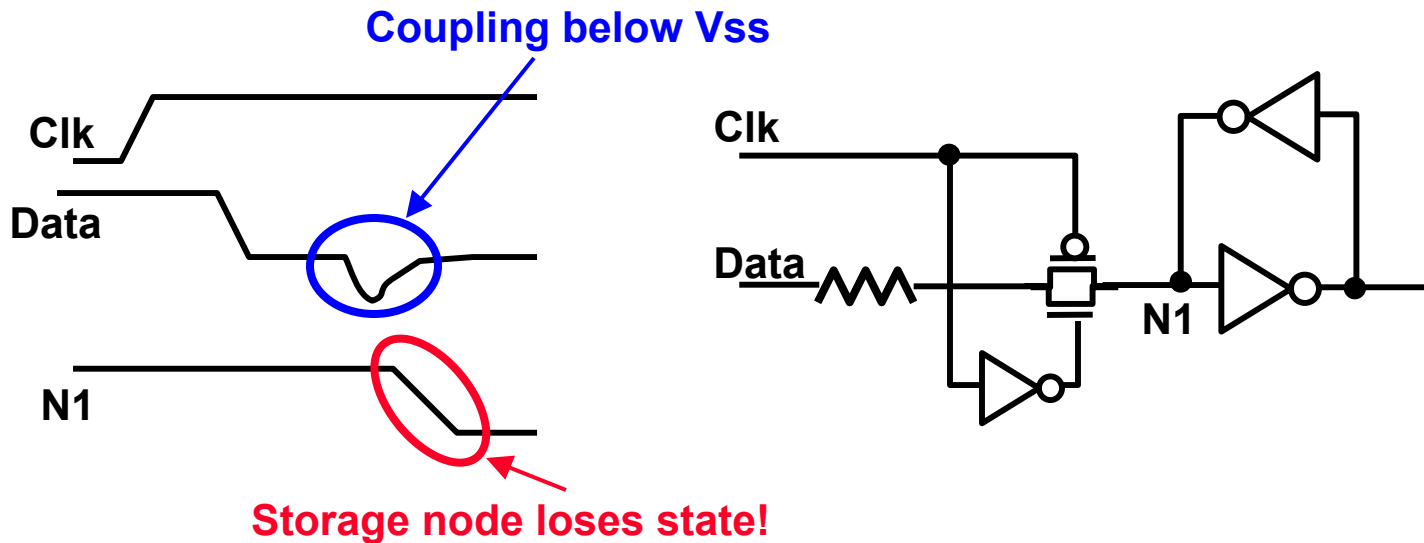 Coupling below Vss
Clk
Data
N1
Storage node loses state!
Clk
Data
N1